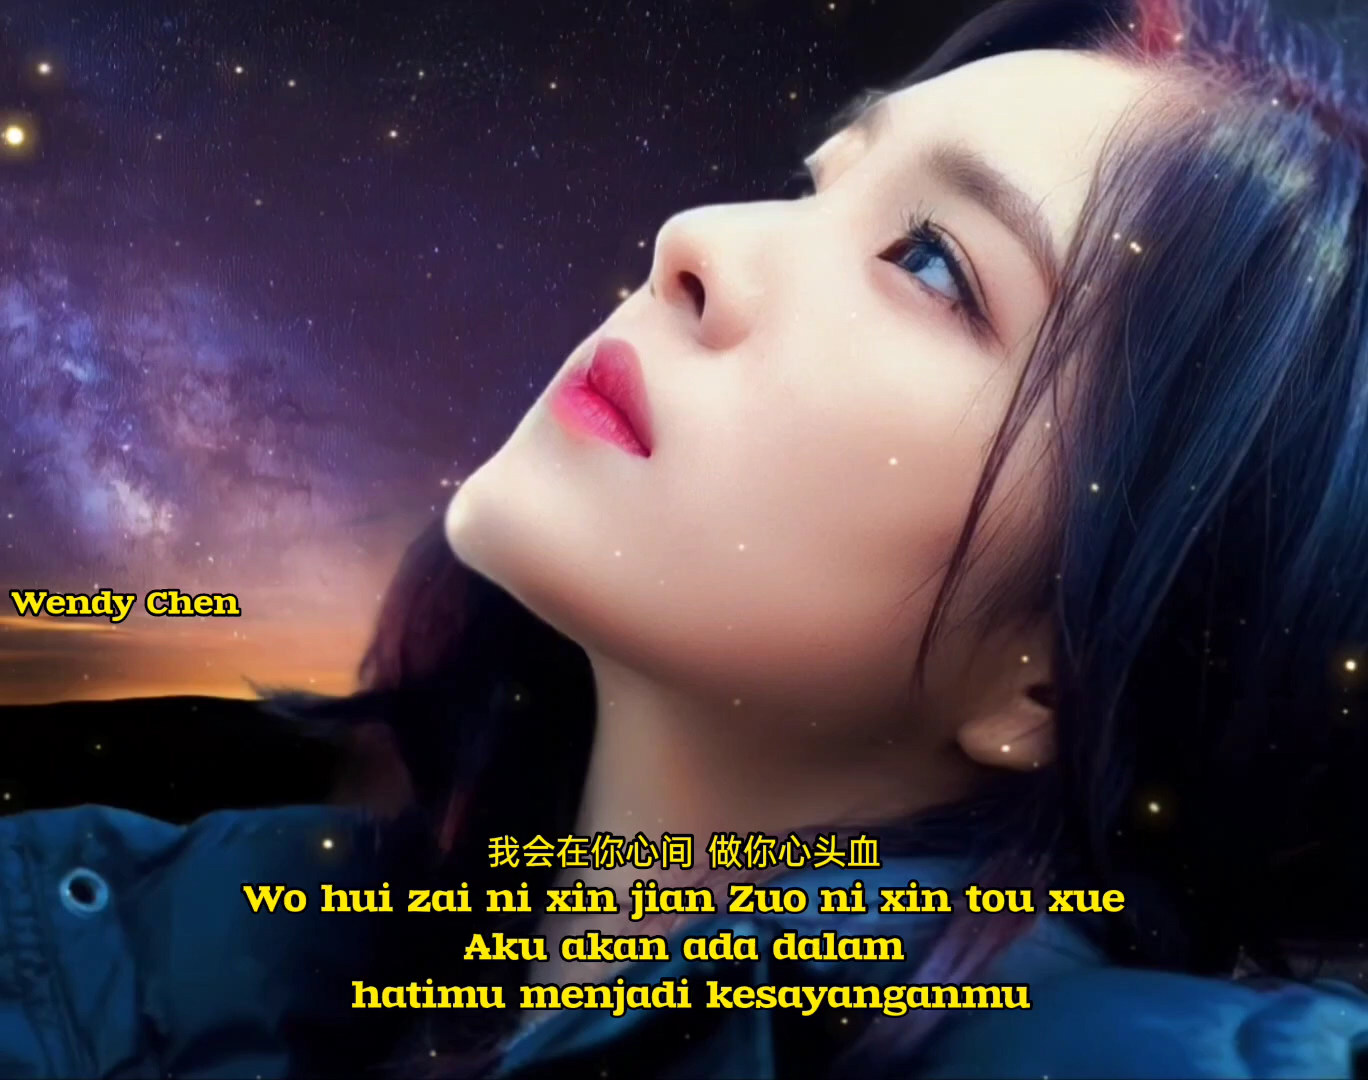 Wendy Chen
我会在你心间 做你心头血
Wo hui zai ni xin jian Zuo ni xin tou xue
Aku akan ada dalam
hatimu menjadi kesayanganmu